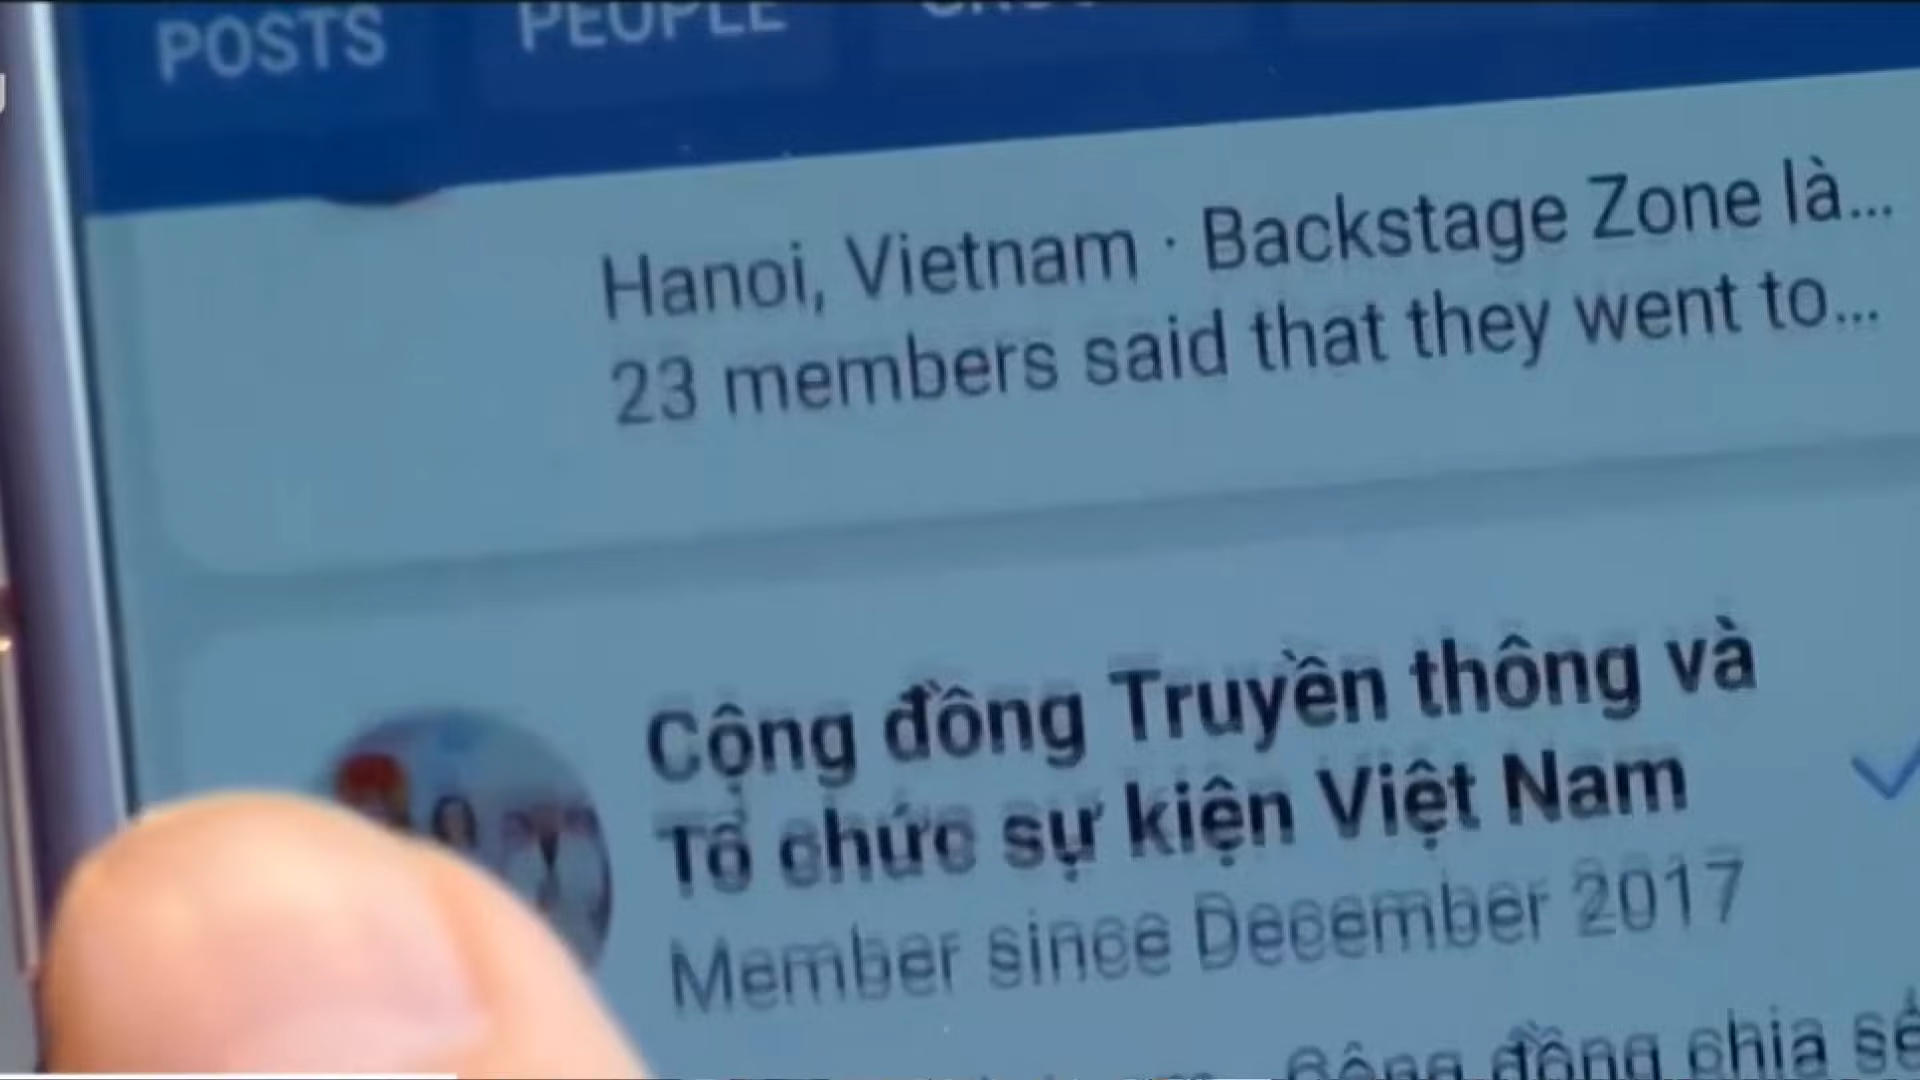 POSTS PEOPLE
Hanoi, Vietnam · Backstage Zone là...
23 members said that they went to...
Cộng đồng Truyền thông và
Tổ chức sự kiện Việt Nam
Member since December 2017
Cộng đồng chia sẻ